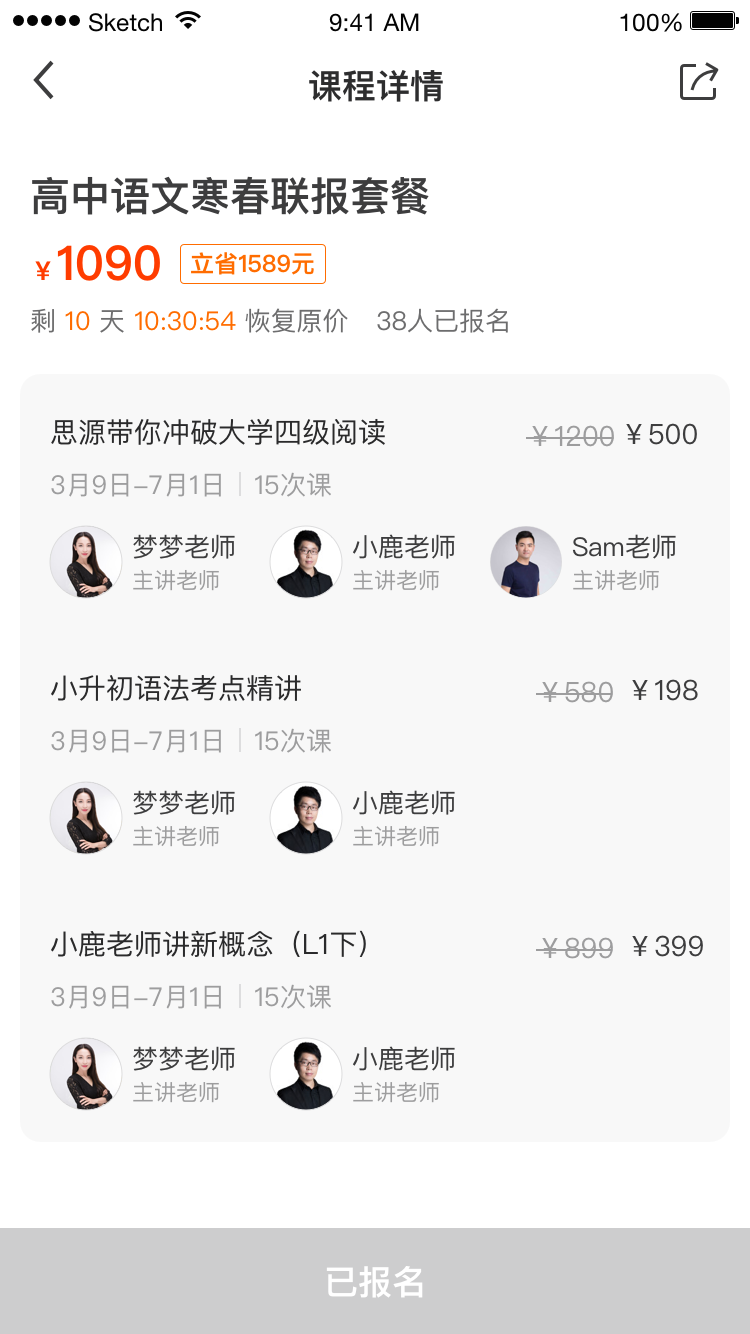 Sketch 9:41 AM 100%
课程详情
高中语文寒春联报套餐
¥1090 立省1589元
剩 10 天 10:30:54 恢复原价 38人已报名
思源带你冲破大学四级阅读 ¥1200 ¥500
3月9日–7月1日 | 15次课
梦梦老师 小鹿老师 Sam老师
主讲老师 主讲老师 主讲老师
小升初语法考点精讲 ¥580 ¥198
3月9日–7月1日 | 15次课
梦梦老师 小鹿老师
主讲老师 主讲老师
小鹿老师讲新概念（L1下） ¥899 ¥399
3月9日–7月1日 | 15次课
梦梦老师 小鹿老师
主讲老师 主讲老师
已报名